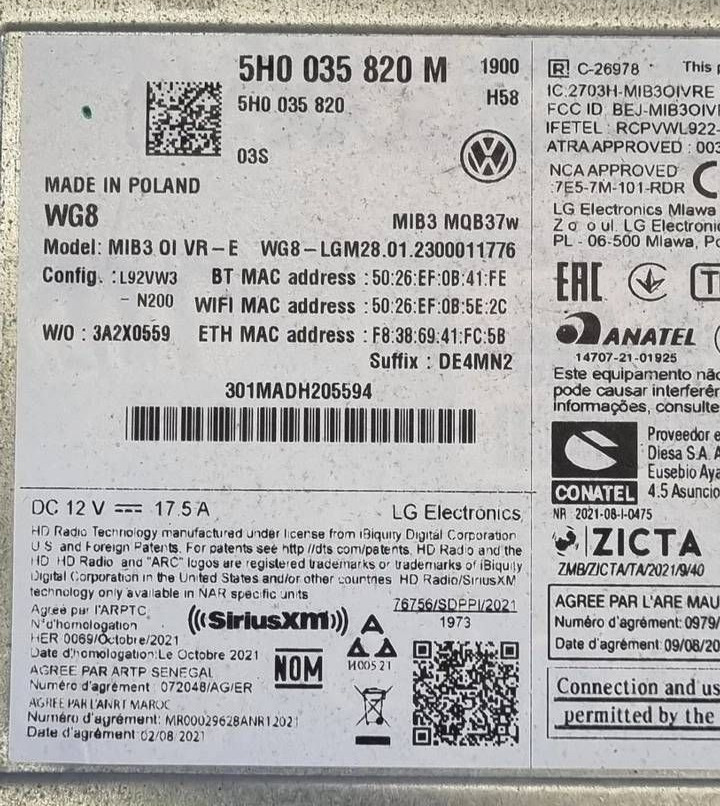 5H0 035 820 M 1900
5H0 035 820 H58
03S
MADE IN POLAND
WG8 MIB3 MQB37w
Model: MIB3 OI VR-E WG8-LGM28.01.2300011776
Config. : L92VW3 BT MAC address : 50:26:EF:0B:41:FE
- N200 WIFI MAC address : 50:26:EF:0B:5E:2C
W/O : 3A2X0559 ETH MAC address : F8:38:69:41:FC:5B
Suffix : DE4MN2
301MADH205594
DC 12 V 17.5 A LG Electronics
HD Radio Technology manufactured under license from iBiquity Digital Corporation
U S and Foreign Patents. For patents see http //dts com/patents. HD Radio and the
HD HD Radio and "ARC" logos are registered trademarks or trademarks of iBiquity
Digital Corporation in the United States and/or other countries HD Radio/SiriusXM
technology only available in NAR specific units
Agréé par l'ARPTC
N°d'homologation
HER 0069/Octobre/2021
Date d'homologation:Le Octobre 2021
AGREE PAR ARTP SENEGAL
Numéro d'agrément : 072048/AG/ER
AGREE PAR L'ANRT MAROC
Numéro d'agrément: MR00029628ANR12021
Date d'agrément:02/08/2021
((SiriusXM))
NOM
76756/SDPPI/2021
1973
И005 21
R C-26978 This
IC:2703H-MIB3OIVRE
FCC ID BEJ-MIB3OIV
IFETEL : RCPVWL922-
ATRA APPROVED : 003
NCA APPROVED
:7E5-7M-101-RDR
LG Electronics Mlawa
Z o o ul. LG Electroni
PL - 06-500 Mlawa, Po
EAC
ANATEL
14707-21-01925
Este equipamento não
pode causar interferên
informações, consulte
CONATEL
Proveedor e
Diesa S.A. A
Eusebio Aya
4.5 Asunció
NR : 2021-08-I-0475
ZICTA
ZMB/ZICTA/TA/2021/9/40
AGREE PAR L'ARE MAU
Numéro d'agrément: 0979/
Date d'agrément: 09/08/20
Connection and us
permitted by the